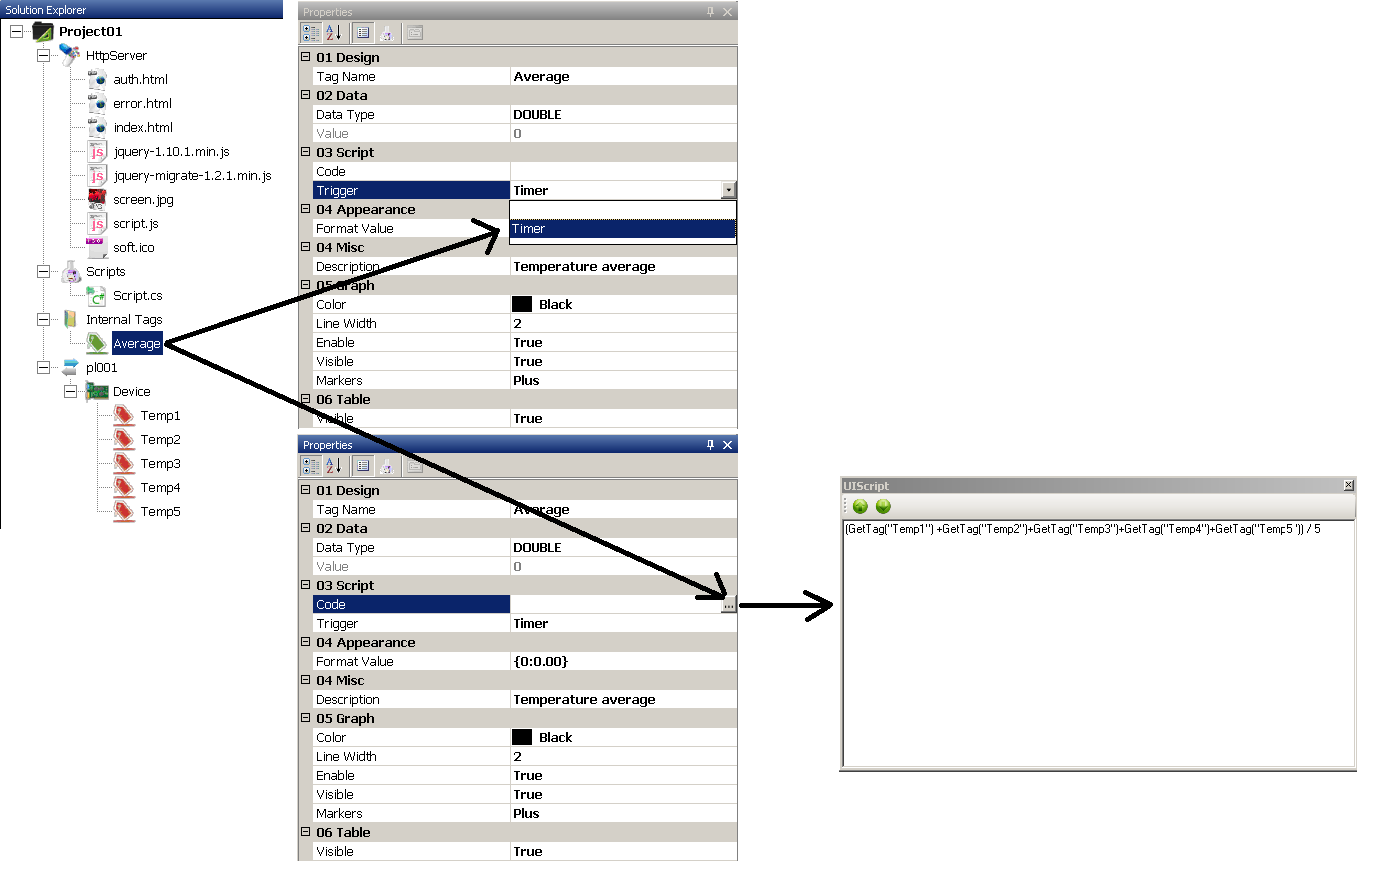 Solution Explorer
Project01
HttpServer
auth.html
error.html
index.html
jquery-1.10.1.min.js
jquery-migrate-1.2.1.min.js
screen.jpg
script.js
soft.ico
Scripts
Script.cs
Internal Tags
Average
pl001
Device
Temp1
Temp2
Temp3
Temp4
Temp5
Properties
01 Design
Tag Name Average
02 Data
Data Type DOUBLE
Value 0
03 Script
Code
Trigger Timer
04 Appearance
Format Value Timer
04 Misc
Description Temperature average
05 Graph
Color Black
Line Width 2
Enable True
Visible True
Markers Plus
06 Table
Visible True
Properties
01 Design
Tag Name Average
02 Data
Data Type DOUBLE
Value 0
03 Script
Code ...
Trigger Timer
04 Appearance
Format Value {0:0.00}
04 Misc
Description Temperature average
05 Graph
Color Black
Line Width 2
Enable True
Visible True
Markers Plus
06 Table
Visible True
UIScript
(GetTag("Temp1") +GetTag("Temp2")+GetTag("Temp3")+GetTag("Temp4")+GetTag("Temp5")) / 5